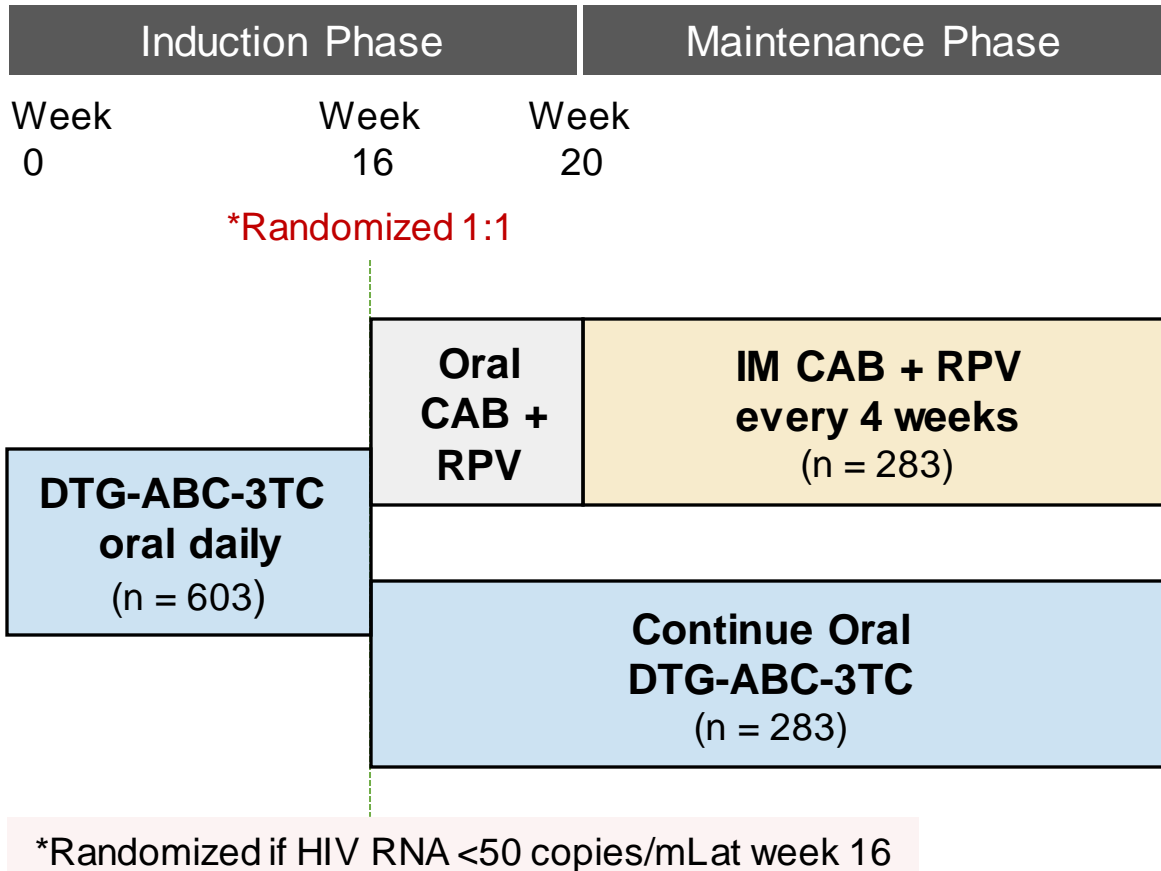 Induction Phase
Maintenance Phase
Week
0
Week
16
Week
20
*Randomized 1:1
Oral
CAB +
RPV
IM CAB + RPV
every 4 weeks
(n = 283)
DTG-ABC-3TC
oral daily
(n = 603)
Continue Oral
DTG-ABC-3TC
(n = 283)
*Randomized if HIV RNA <50 copies/mLat week 16